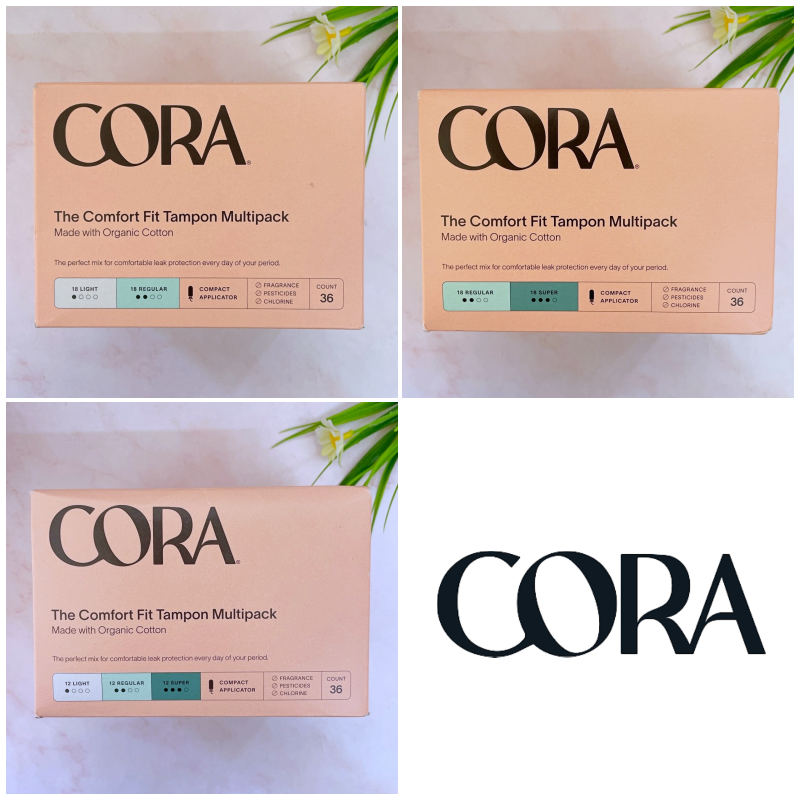 CORA®
The Comfort Fit Tampon Multipack
Made with Organic Cotton
The perfect mix for comfortable leak protection every day of your period.
18 LIGHT
18 REGULAR
COMPACT
APPLICATOR
FRAGRANCE
PESTICIDES
CHLORINE
COUNT
36
CORA®
The Comfort Fit Tampon Multipack
Made with Organic Cotton
The perfect mix for comfortable leak protection every day of your period.
18 REGULAR
18 SUPER
COMPACT
APPLICATOR
FRAGRANCE
PESTICIDES
CHLORINE
COUNT
36
CORA®
The Comfort Fit Tampon Multipack
Made with Organic Cotton
The perfect mix for comfortable leak protection every day of your period.
12 LIGHT
12 REGULAR
12 SUPER
COMPACT
APPLICATOR
FRAGRANCE
PESTICIDES
CHLORINE
COUNT
36
CORA